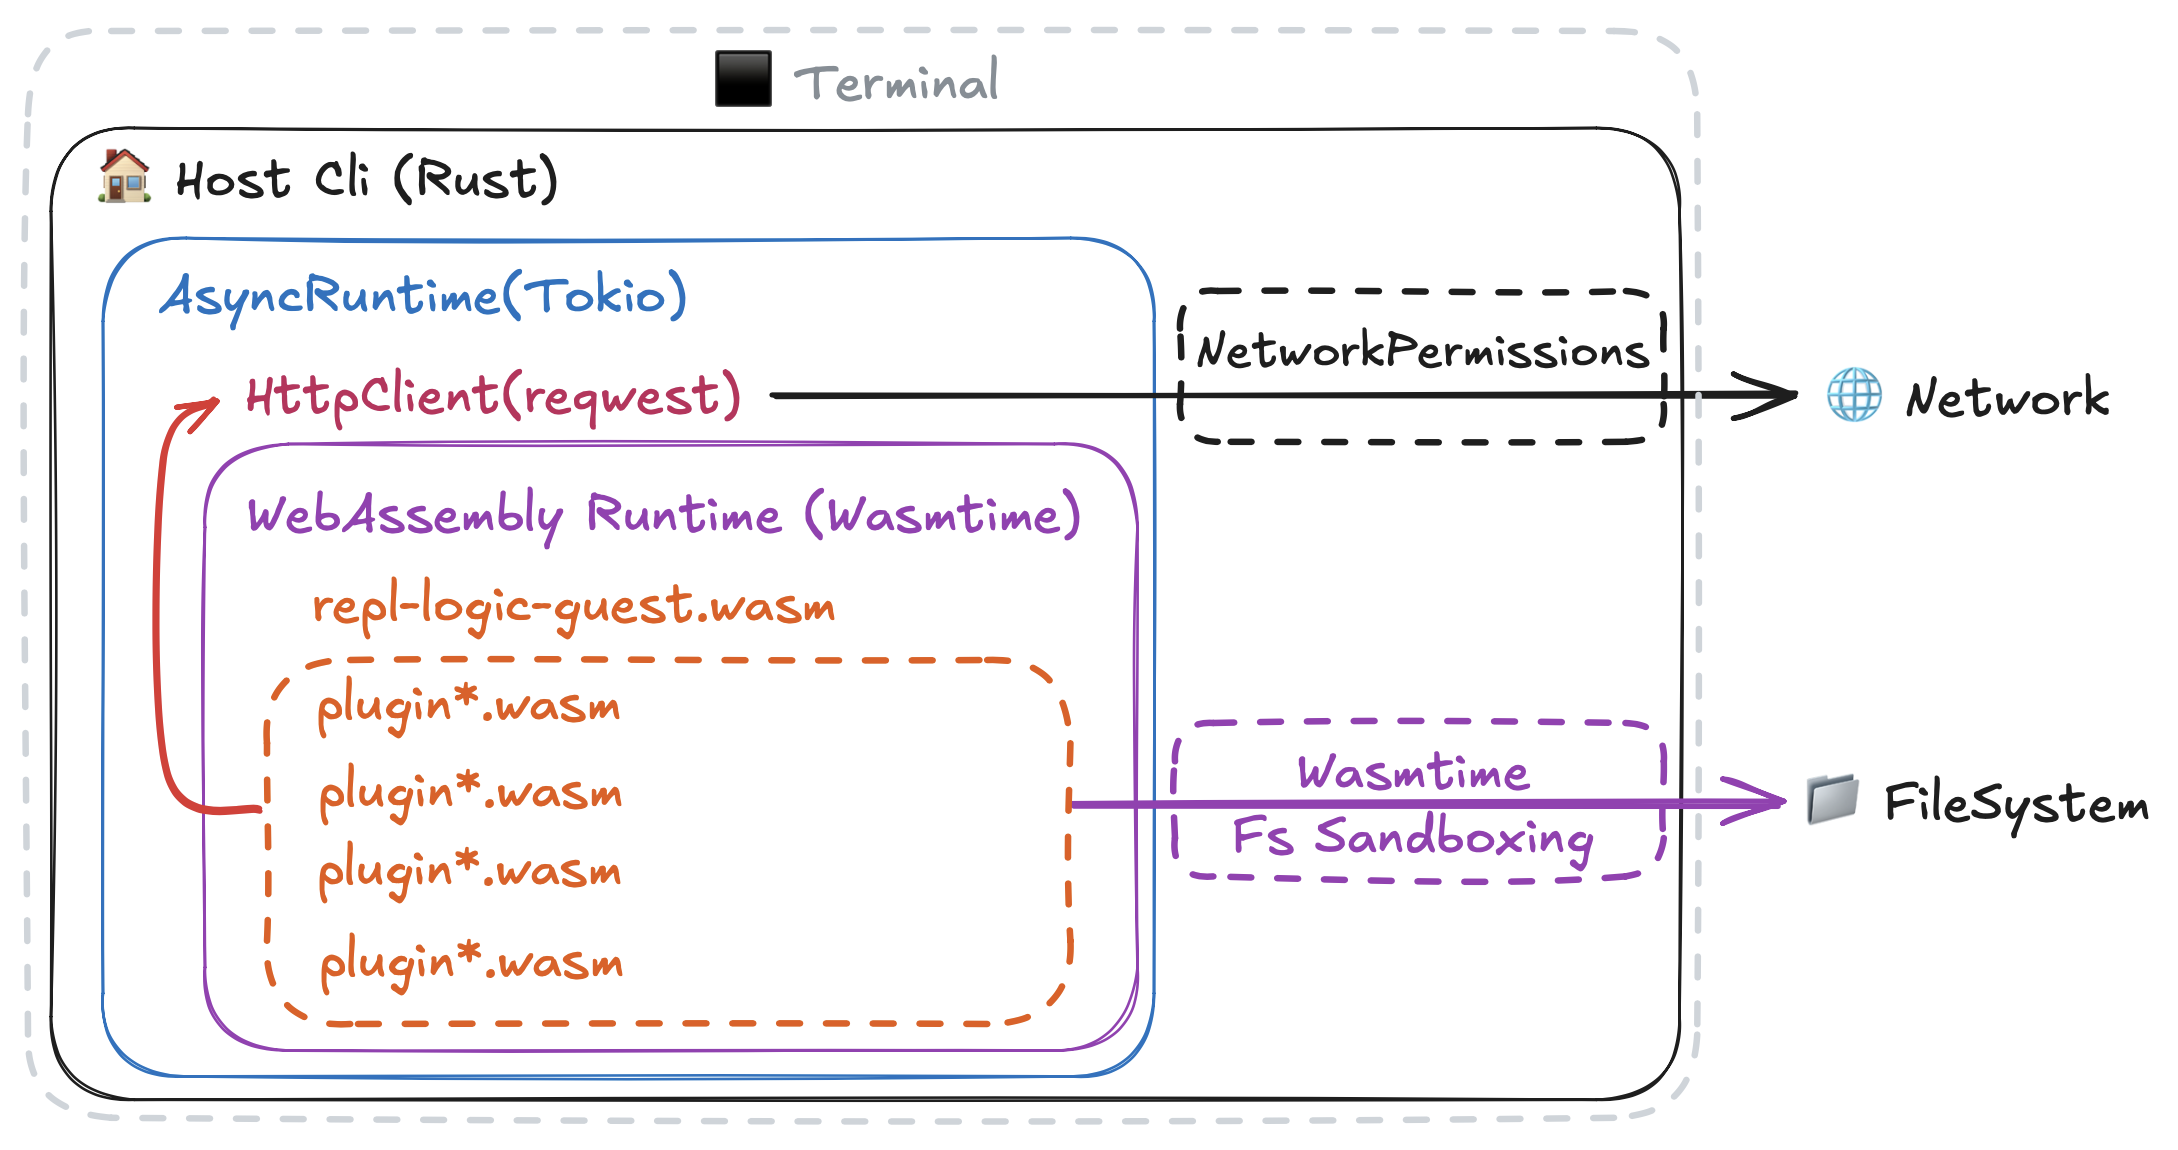 Terminal
Host Cli (Rust)
AsyncRuntime(Tokio)
NetworkPermissions
HttpClient(reqwest)
Network
WebAssembly Runtime (Wasmtime)
repl-logic-guest.wasm
plugin*.wasm
plugin*.wasm
plugin*.wasm
plugin*.wasm
Wasmtime
Fs Sandboxing
FileSystem